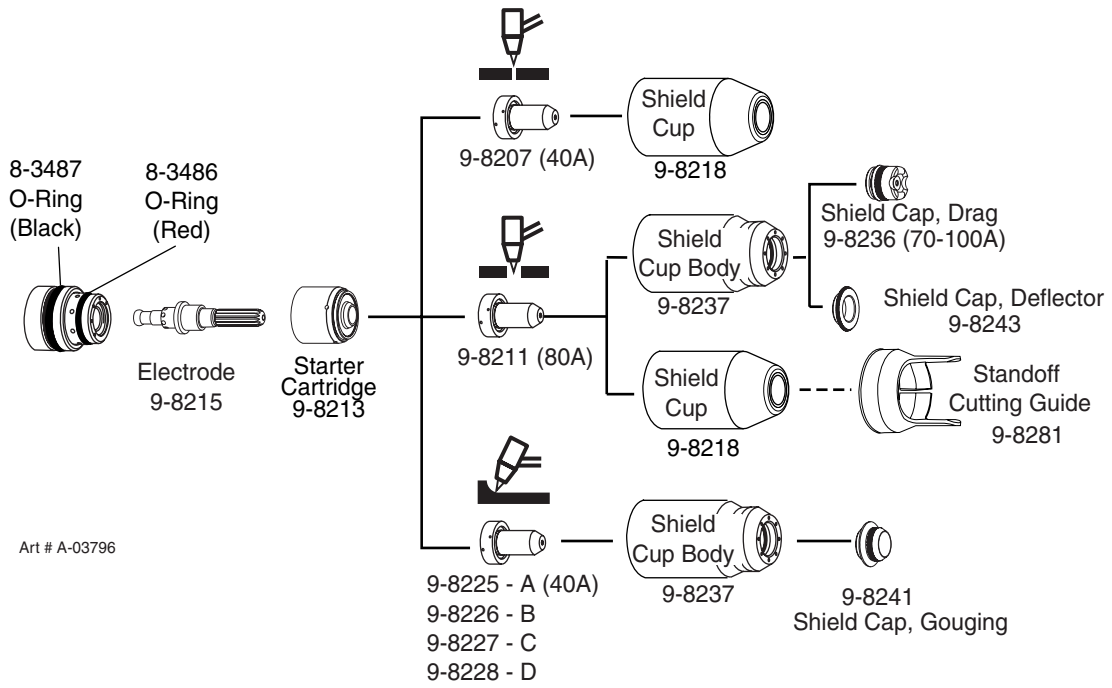 8-3487
O-Ring
(Black)
8-3486
O-Ring
(Red)
Electrode
9-8215
Starter
Cartridge
9-8213
9-8207 (40A)
Shield
Cup
9-8218
9-8211 (80A)
Shield
Cup Body
9-8237
Shield Cap, Drag
9-8236 (70-100A)
Shield Cap, Deflector
9-8243
Shield
Cup
9-8218
Standoff
Cutting Guide
9-8281
9-8225 - A (40A)
9-8226 - B
9-8227 - C
9-8228 - D
Shield
Cup Body
9-8237
9-8241
Shield Cap, Gouging
Art # A-03796